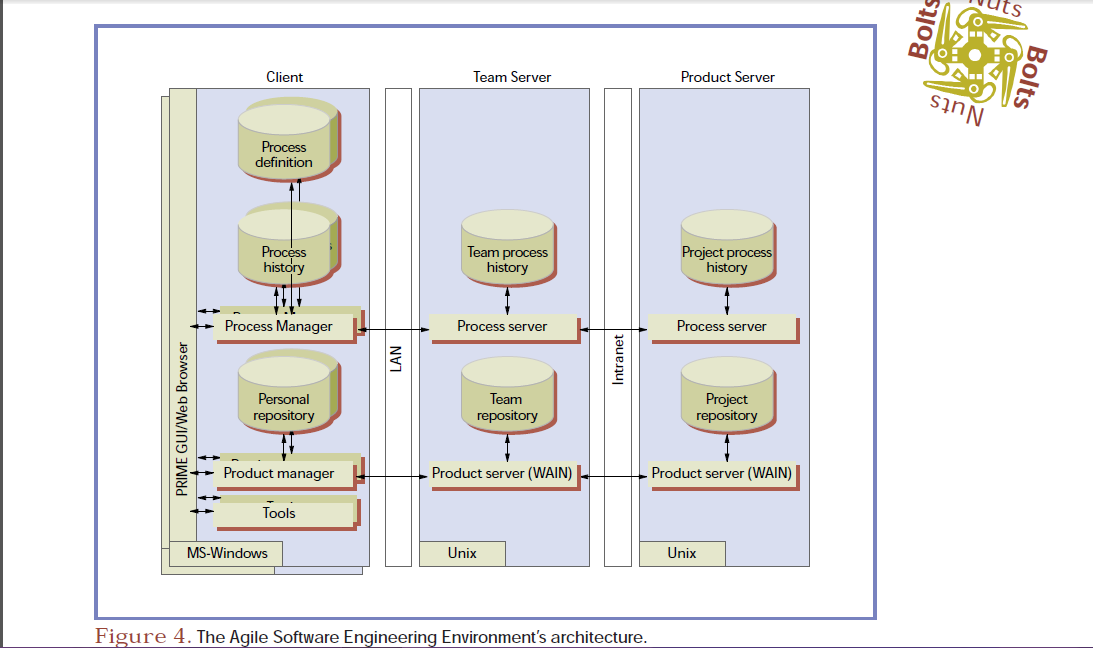 Nuts
Bolts
Bolts
Nuts
Client
Team Server
Product Server
Process
definition
Process
history
Team process
history
Project process
history
Process Manager
Process server
Process server
LAN
Intranet
PRIME GUI/Web Browser
Personal
repository
Team
repository
Project
repository
Product manager
Product server (WAIN)
Product server (WAIN)
Tools
MS-Windows
Unix
Unix
Figure 4. The Agile Software Engineering Environment's architecture.